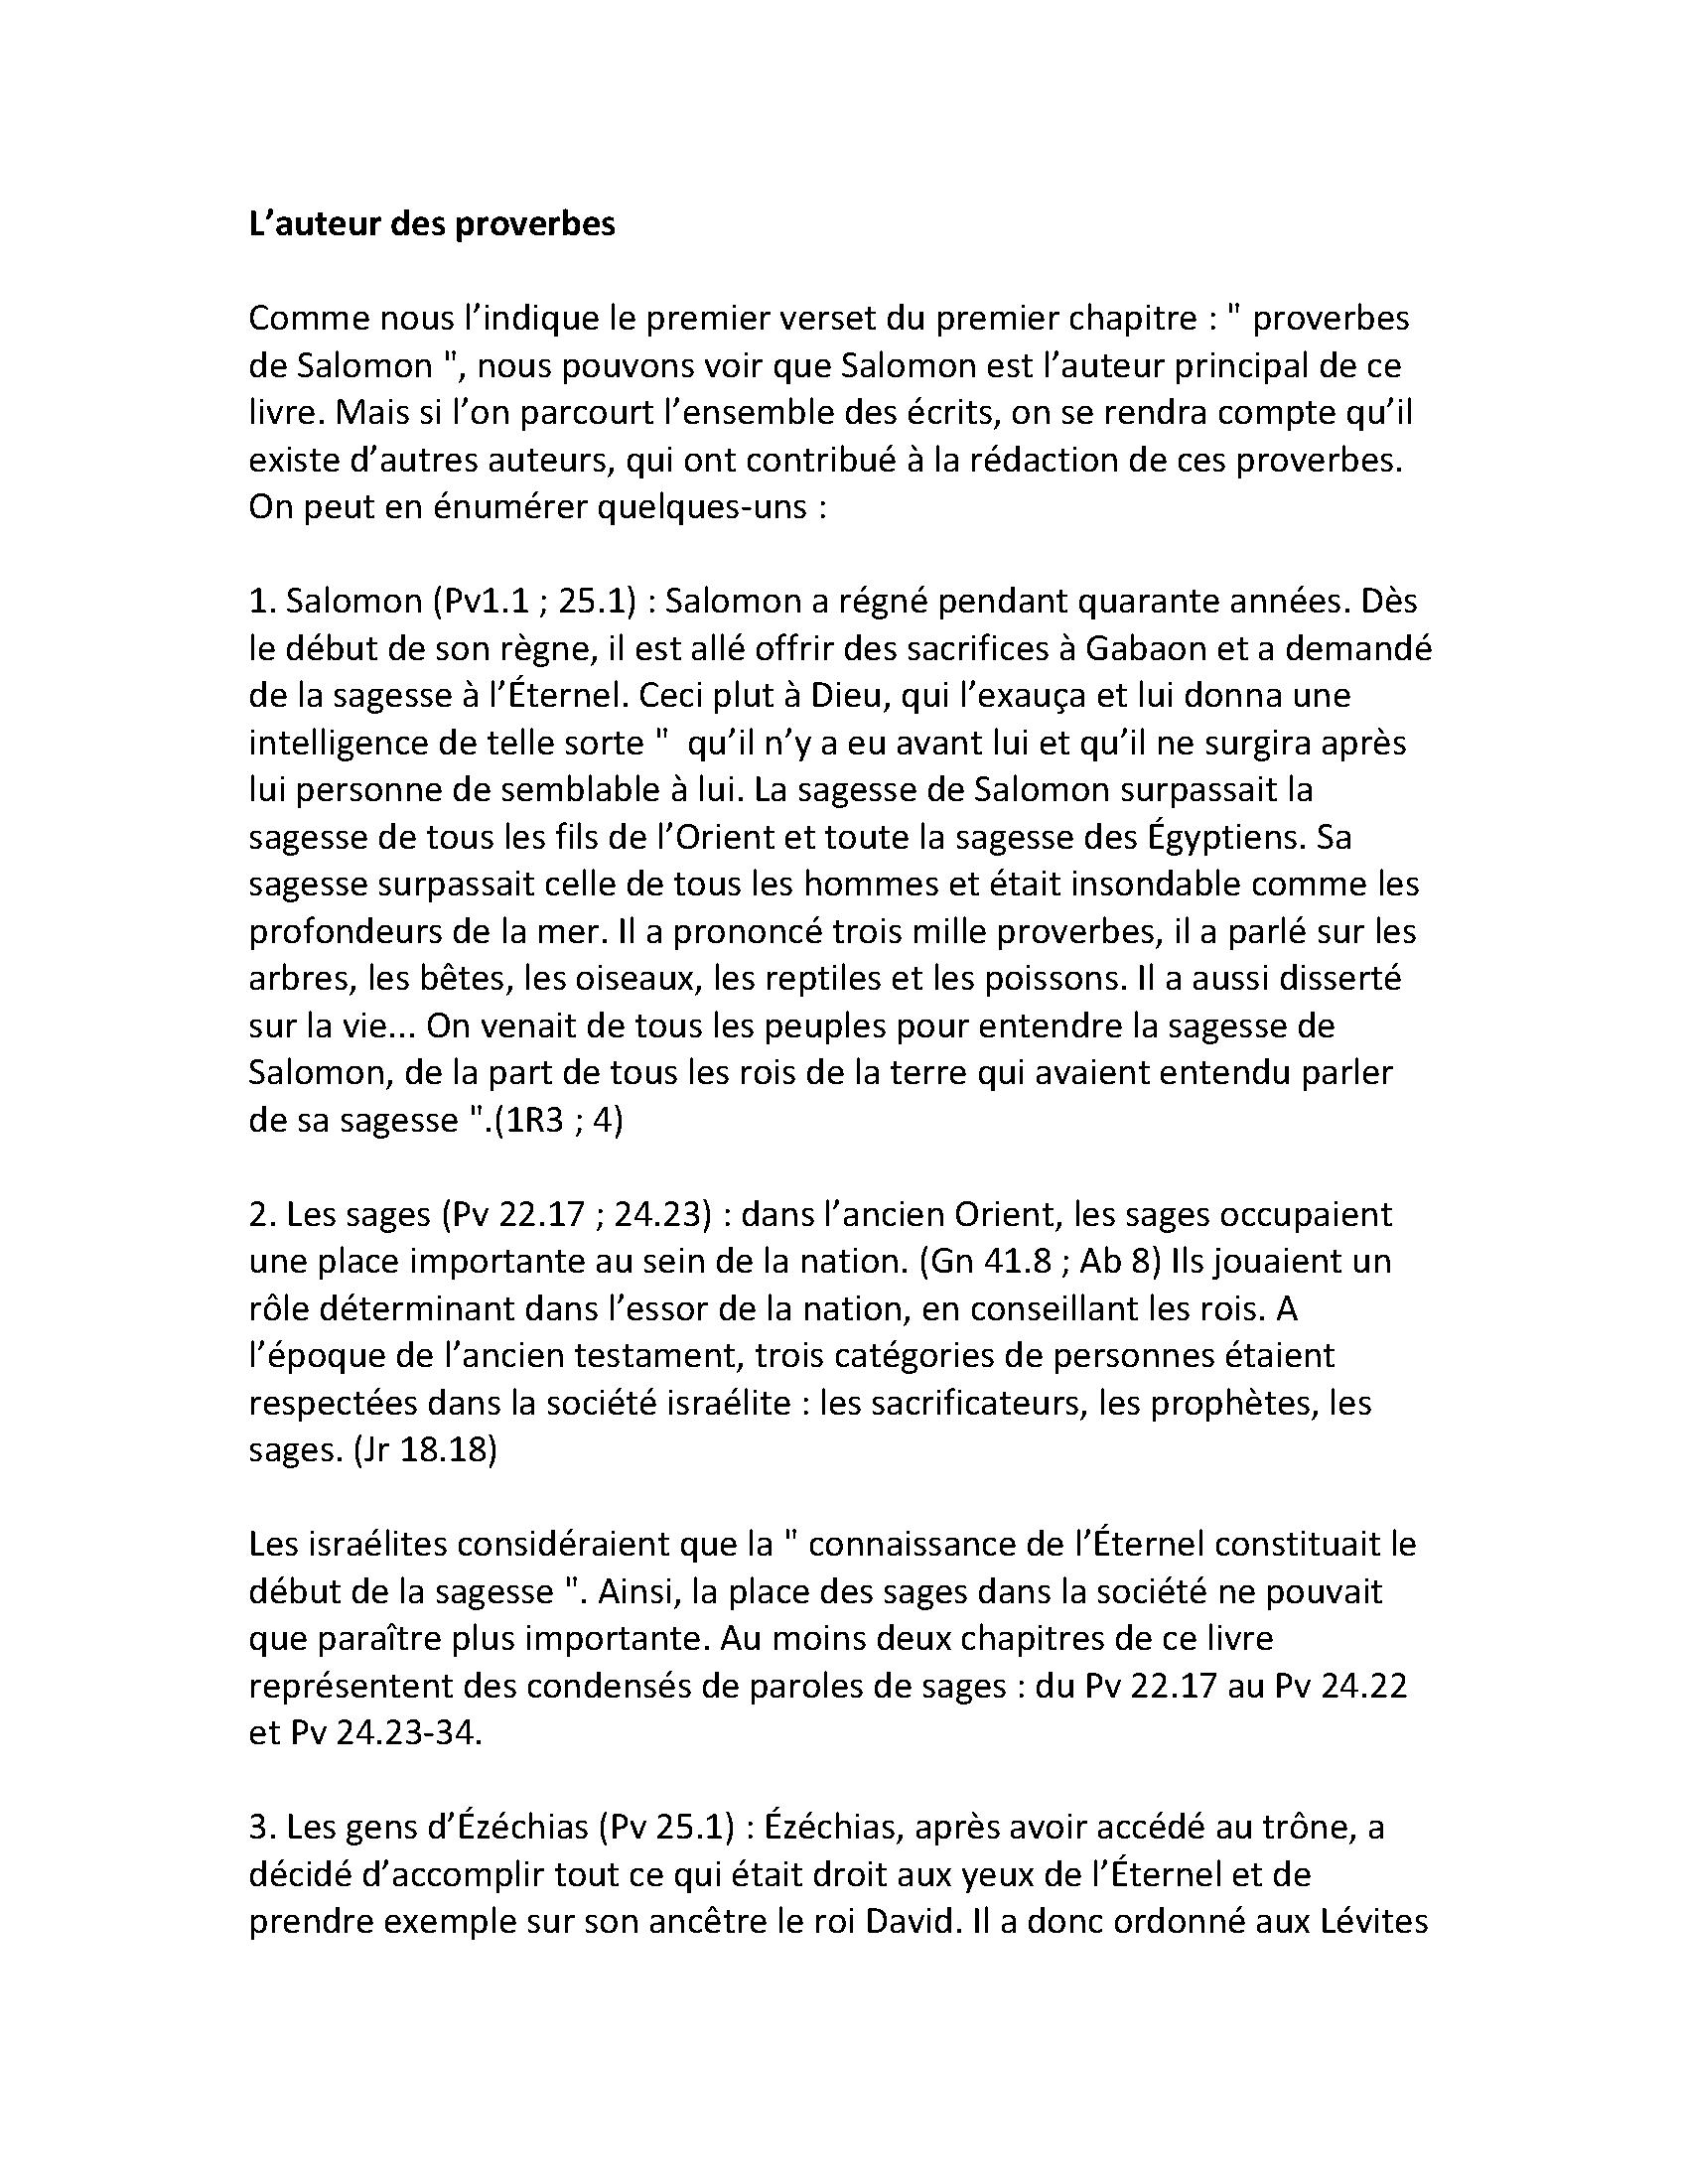 L’auteur des proverbes
Comme nous l’indique le premier verset du premier chapitre : " proverbes
de Salomon ", nous pouvons voir que Salomon est l’auteur principal de ce
livre. Mais si l’on parcourt l’ensemble des écrits, on se rendra compte qu’il
existe d’autres auteurs, qui ont contribué à la rédaction de ces proverbes.
On peut en énumérer quelques-uns :
1. Salomon (Pv1.1 ; 25.1) : Salomon a régné pendant quarante années. Dès
le début de son règne, il est allé offrir des sacrifices à Gabaon et a demandé
de la sagesse à l’Éternel. Ceci plut à Dieu, qui l’exauça et lui donna une
intelligence de telle sorte "  qu’il n’y a eu avant lui et qu’il ne surgira après
lui personne de semblable à lui. La sagesse de Salomon surpassait la
sagesse de tous les fils de l’Orient et toute la sagesse des Égyptiens. Sa
sagesse surpassait celle de tous les hommes et était insondable comme les
profondeurs de la mer. Il a prononcé trois mille proverbes, il a parlé sur les
arbres, les bêtes, les oiseaux, les reptiles et les poissons. Il a aussi disserté
sur la vie... On venait de tous les peuples pour entendre la sagesse de
Salomon, de la part de tous les rois de la terre qui avaient entendu parler
de sa sagesse ".(1R3 ; 4)
2. Les sages (Pv 22.17 ; 24.23) : dans l’ancien Orient, les sages occupaient
une place importante au sein de la nation. (Gn 41.8 ; Ab 8) Ils jouaient un
rôle déterminant dans l’essor de la nation, en conseillant les rois. A
l’époque de l’ancien testament, trois catégories de personnes étaient
respectées dans la société israélite : les sacrificateurs, les prophètes, les
sages. (Jr 18.18)
Les israélites considéraient que la " connaissance de l’Éternel constituait le
début de la sagesse ". Ainsi, la place des sages dans la société ne pouvait
que paraître plus importante. Au moins deux chapitres de ce livre
représentent des condensés de paroles de sages : du Pv 22.17 au Pv 24.22
et Pv 24.23-34.
3. Les gens d’Ézéchias (Pv 25.1) : Ézéchias, après avoir accédé au trône, a
décidé d’accomplir tout ce qui était droit aux yeux de l’Éternel et de
prendre exemple sur son ancêtre le roi David. Il a donc ordonné aux Lévites